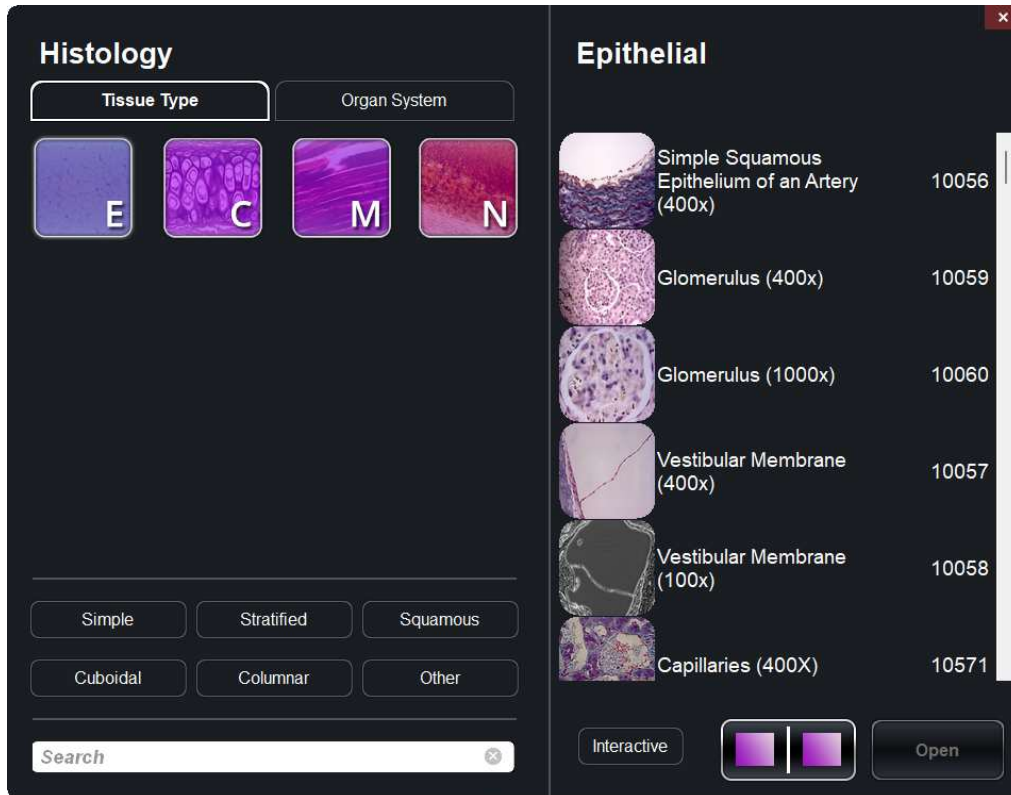 Histology
Tissue Type
Organ System
E
C
M
N
Simple
Stratified
Squamous
Cuboidal
Columnar
Other
Search
×
Epithelial
Simple Squamous
Epithelium of an Artery
(400x)
10056
Glomerulus (400x)
10059
Glomerulus (1000x)
10060
Vestibular Membrane
(400x)
10057
Vestibular Membrane
(100x)
10058
Capillaries (400X)
10571
Interactive
Open